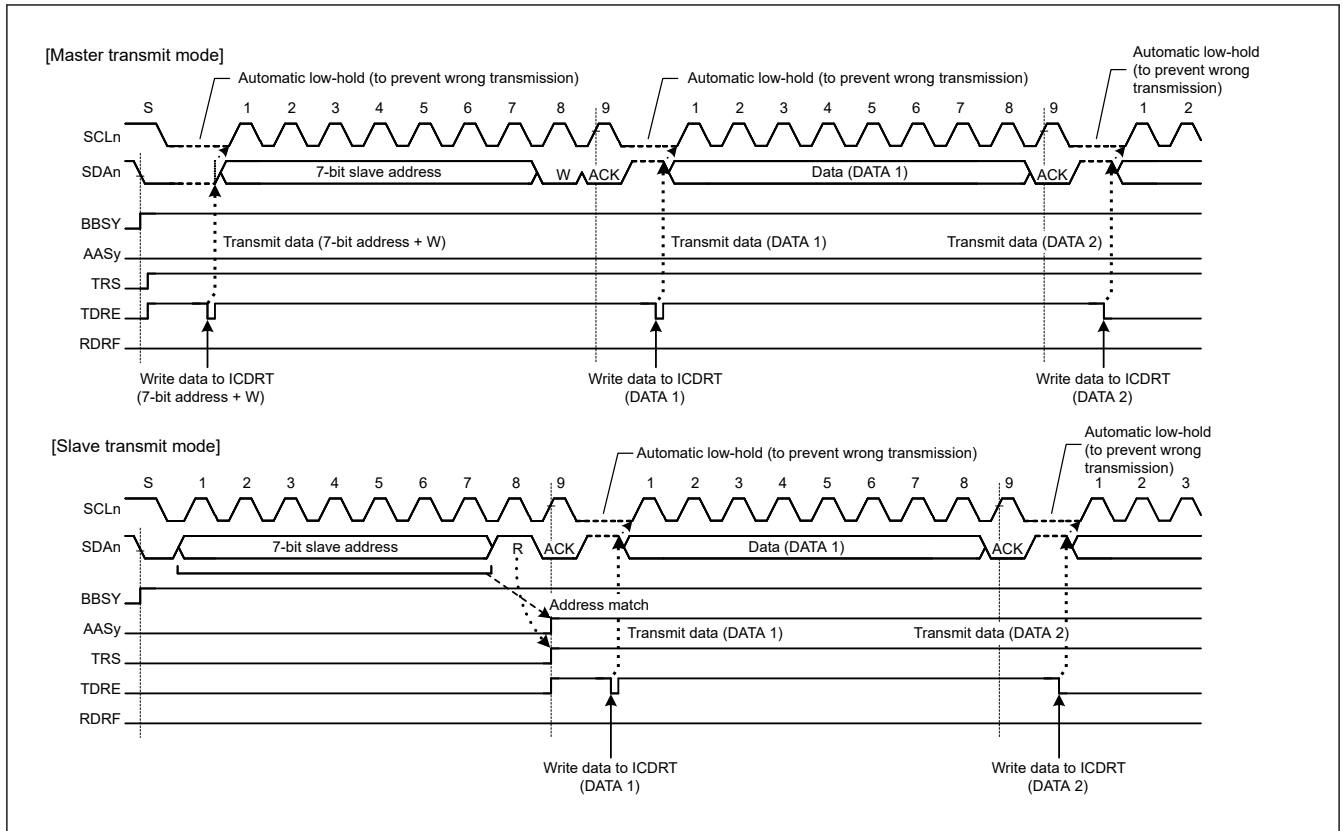 [Master transmit mode]
Automatic low-hold (to prevent wrong transmission)
Automatic low-hold (to prevent wrong transmission)
Automatic low-hold
(to prevent wrong
transmission)
S 1 2 3 4 5 6 7 8 9 1 2 3 4 5 6 7 8 9 1 2
SCLn
SDAn 7-bit slave address W ACK Data (DATA 1) ACK
BBSY
Transmit data (7-bit address + W) Transmit data (DATA 1) Transmit data (DATA 2)
AASy
TRS
TDRE
RDRF
Write data to ICDRT
(7-bit address + W)
Write data to ICDRT
(DATA 1)
Write data to ICDRT
(DATA 2)
[Slave transmit mode]
Automatic low-hold (to prevent wrong transmission)
Automatic low-hold
(to prevent wrong
transmission)
S 1 2 3 4 5 6 7 8 9 1 2 3 4 5 6 7 8 9 1 2 3
SCLn
SDAn 7-bit slave address R ACK Data (DATA 1) ACK
BBSY
Address match
AASy
Transmit data (DATA 1) Transmit data (DATA 2)
TRS
TDRE
RDRF
Write data to ICDRT
(DATA 1)
Write data to ICDRT
(DATA 2)